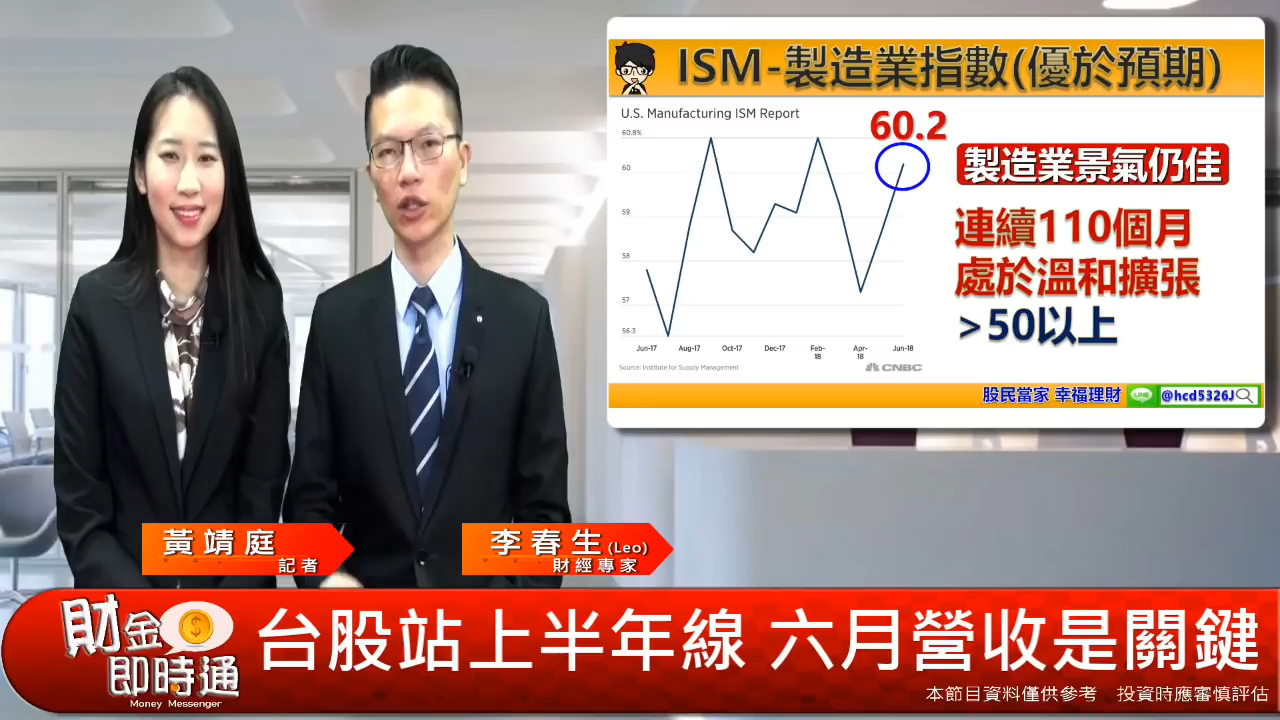 ISM-製造業指數(優於預期)
U.S. Manufacturing ISM Report
60.2
60.8%
60
59
58
57
56.3
Jun-17 Aug-17 Oct-17 Dec-17 Feb-18 Apr-18 Jun-18
Source: Institute for Supply Management
CNBC
製造業景氣仍佳
連續110個月
處於溫和擴張
>50以上
股民當家 幸福理財 LINE @hcd5326J
黃靖庭
記者
李春生(Leo)
財經專家
財金
即時通
Money Messenger
台股站上半年線 六月營收是關鍵
本節目資料僅供參考 投資時應審慎評估